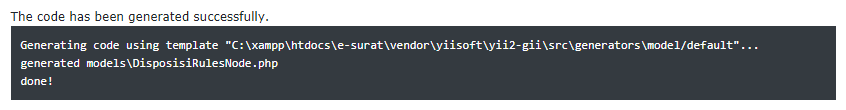 The code has been generated successfully.
Generating code using template "C:\xampp\htdocs\e-surat\vendor\yiisoft\yii2-gii\src\generators\model/default"...
generated models\DisposisiRulesNode.php
done!